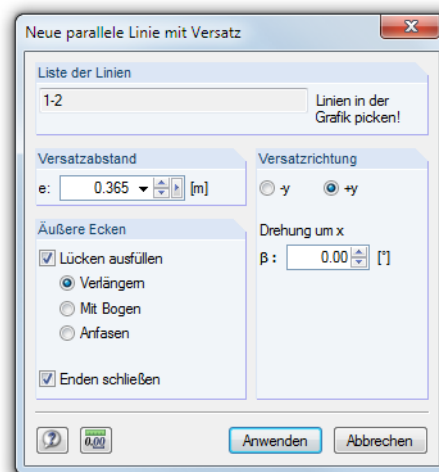 Neue parallele Linie mit Versatz
Liste der Linien
1-2
Linien in der
Grafik picken!
Versatzabstand
e: 0.365 [m]
Versatzrichtung
-y +y
Drehung um x
β : 0.00 [°]
Äußere Ecken
Lücken ausfüllen
Verlängern
Mit Bogen
Anfasen
Enden schließen
0.00
Anwenden Abbrechen